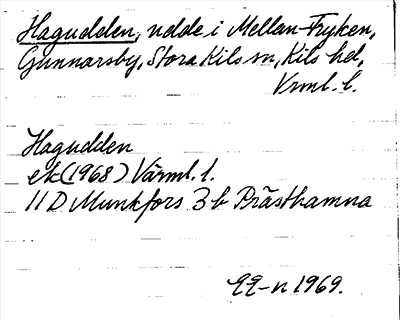 Hagudden, udde i Mellan-Fryken,
Gunnarsby, Stora Kils sn, Kils hd,
Vrml. l.
Hagudden
ek (1968) Värml. l.
11 D Munkfors 3 b Prästhamna
1969.